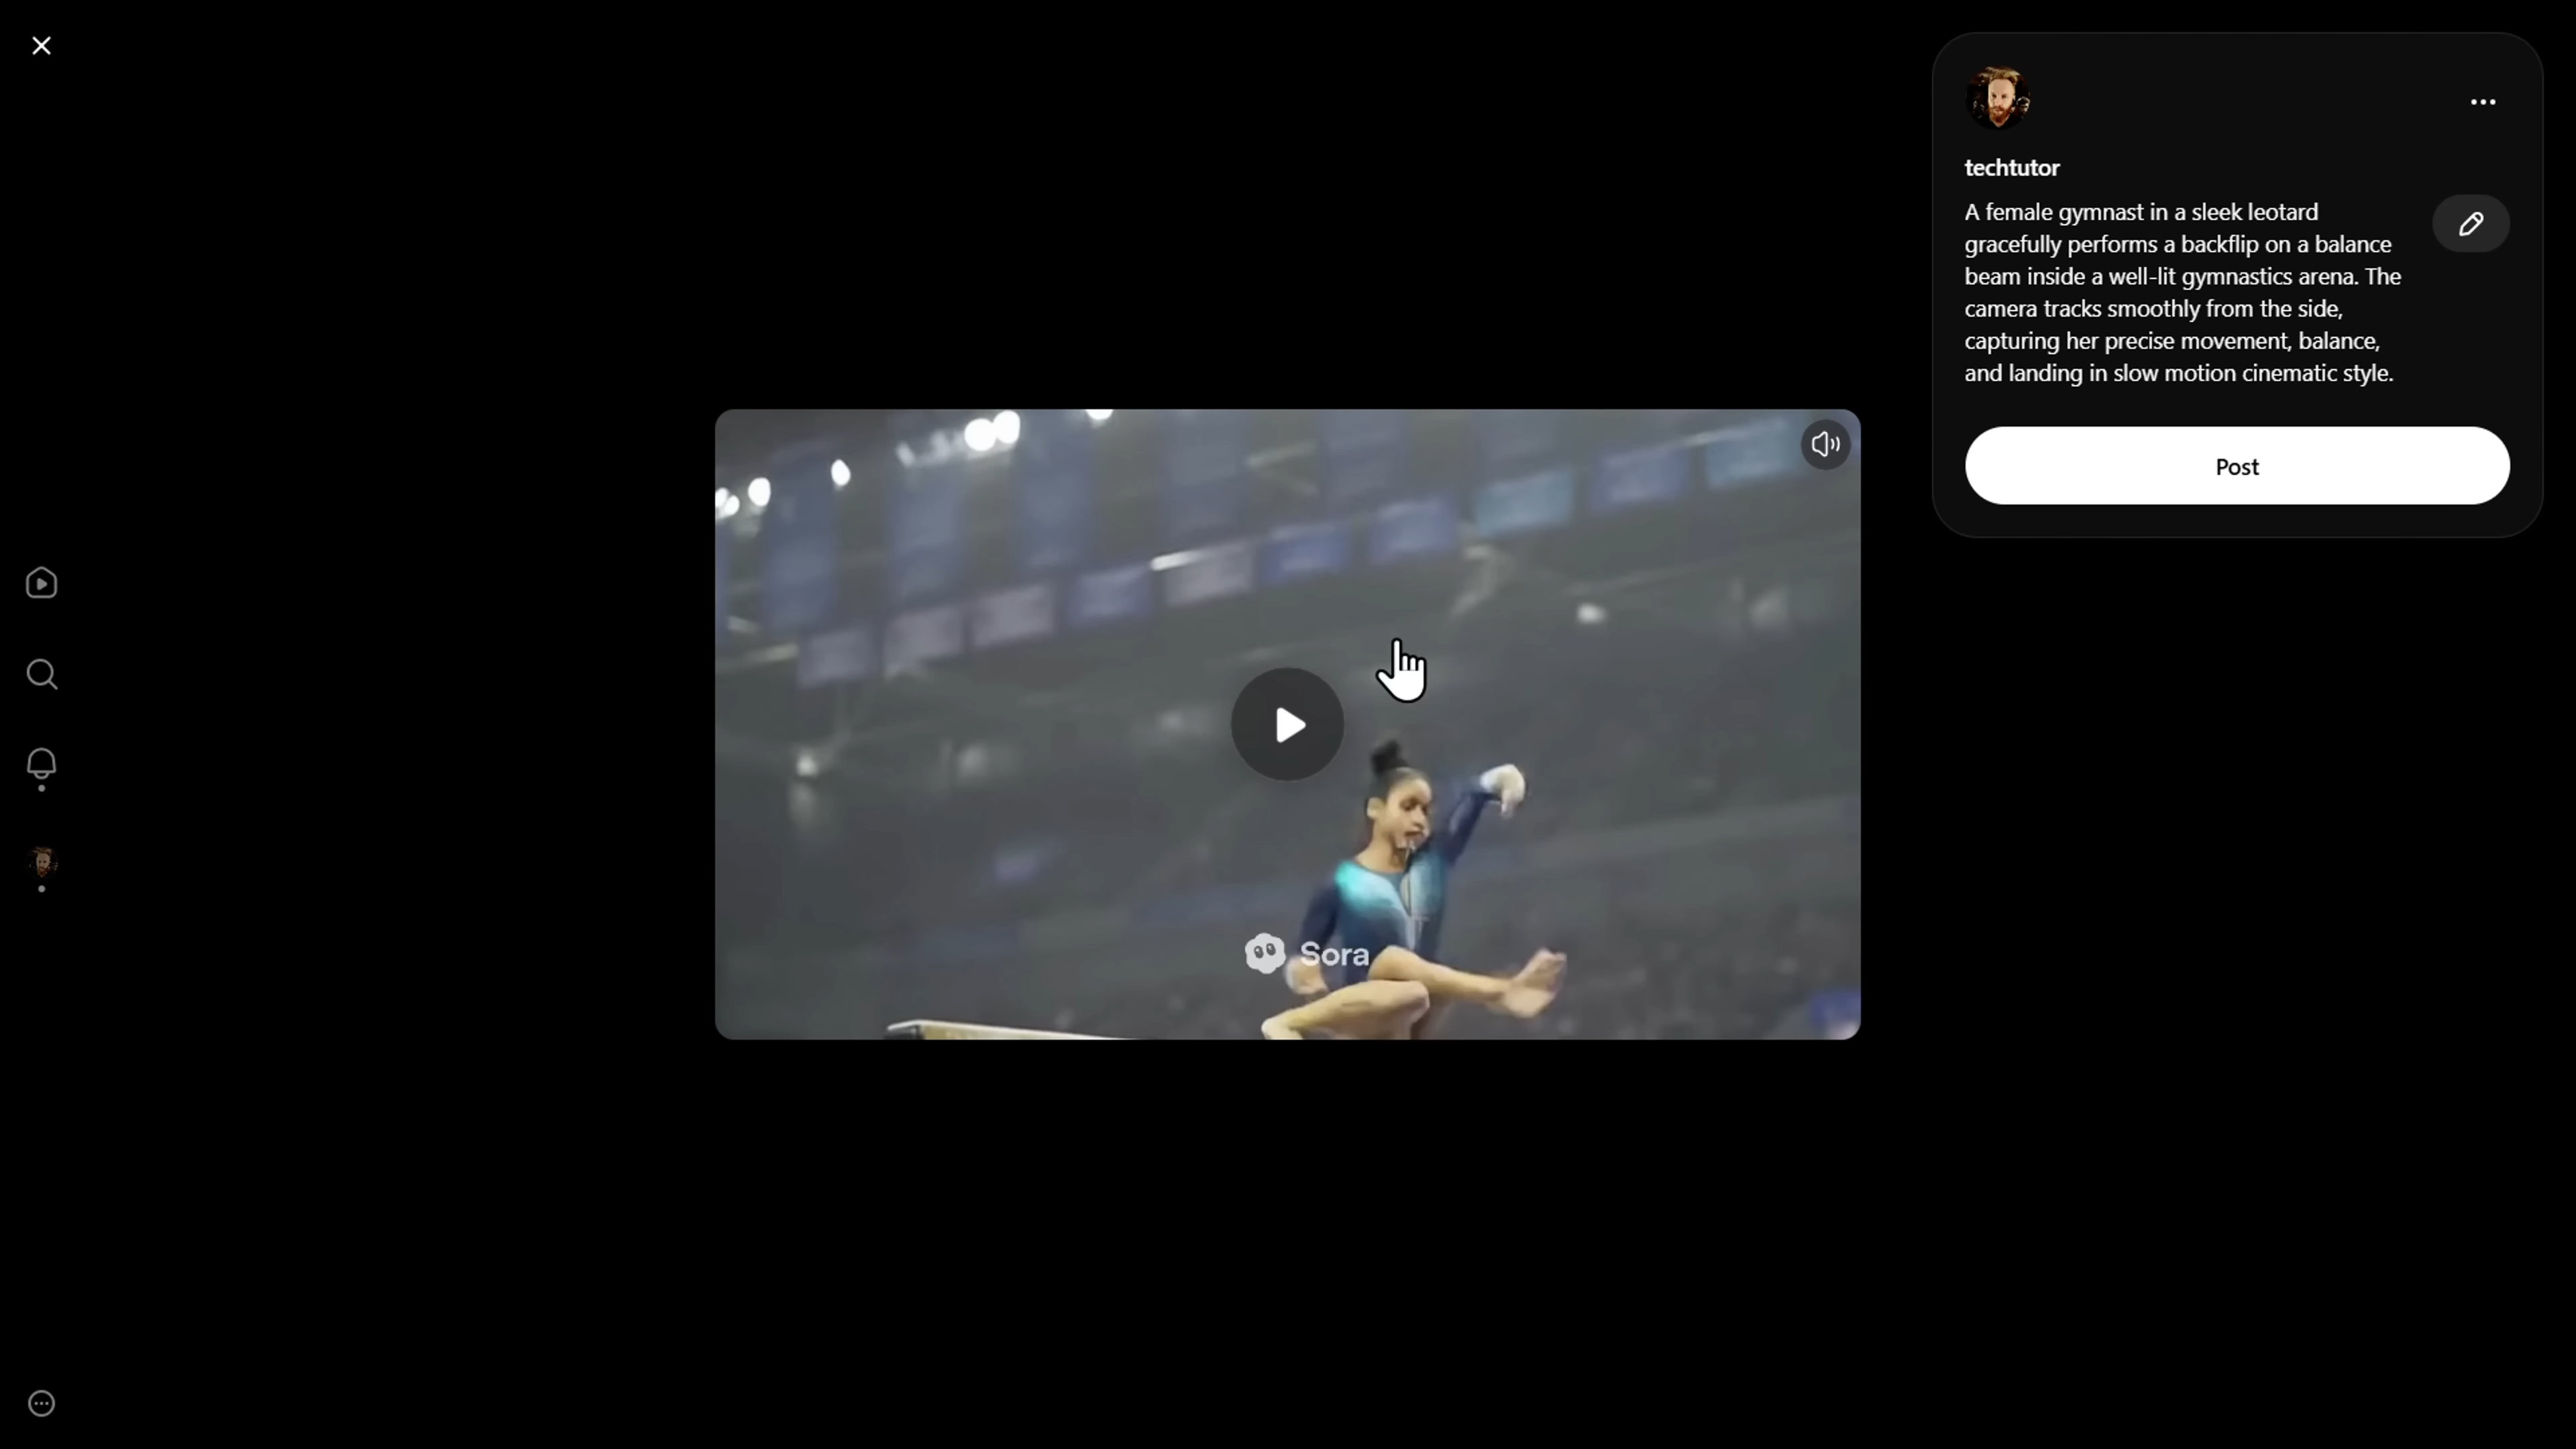 techtutor
A female gymnast in a sleek leotard
gracefully performs a backflip on a balance
beam inside a well-lit gymnastics arena. The
camera tracks smoothly from the side,
capturing her precise movement, balance,
and landing in slow motion cinematic style.
Post
Sora